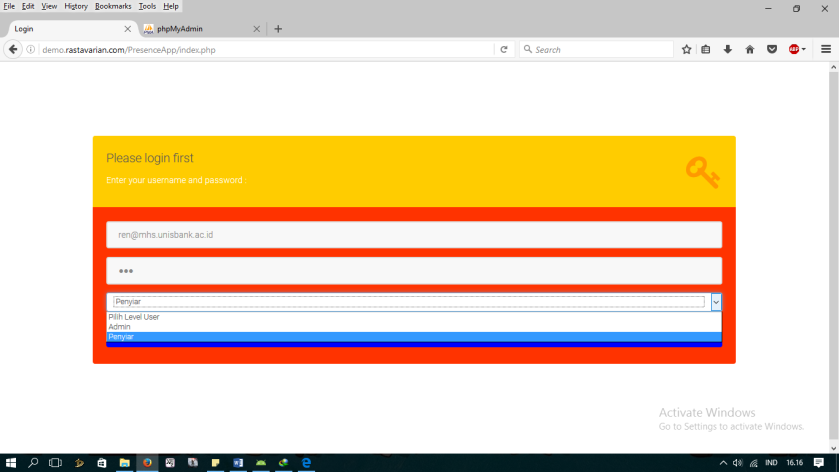 File Edit View History Bookmarks Tools Help
Login
phpMyAdmin
demo.rastavarian.com/PresenceApp/index.php
Search
ABP
Please login first
Enter your username and password :
ren@mhs.unisbank.ac.id
Penyiar
Pilih Level User
Admin
Penyiar
Activate Windows
Go to Settings to activate Windows.
IND 16.16